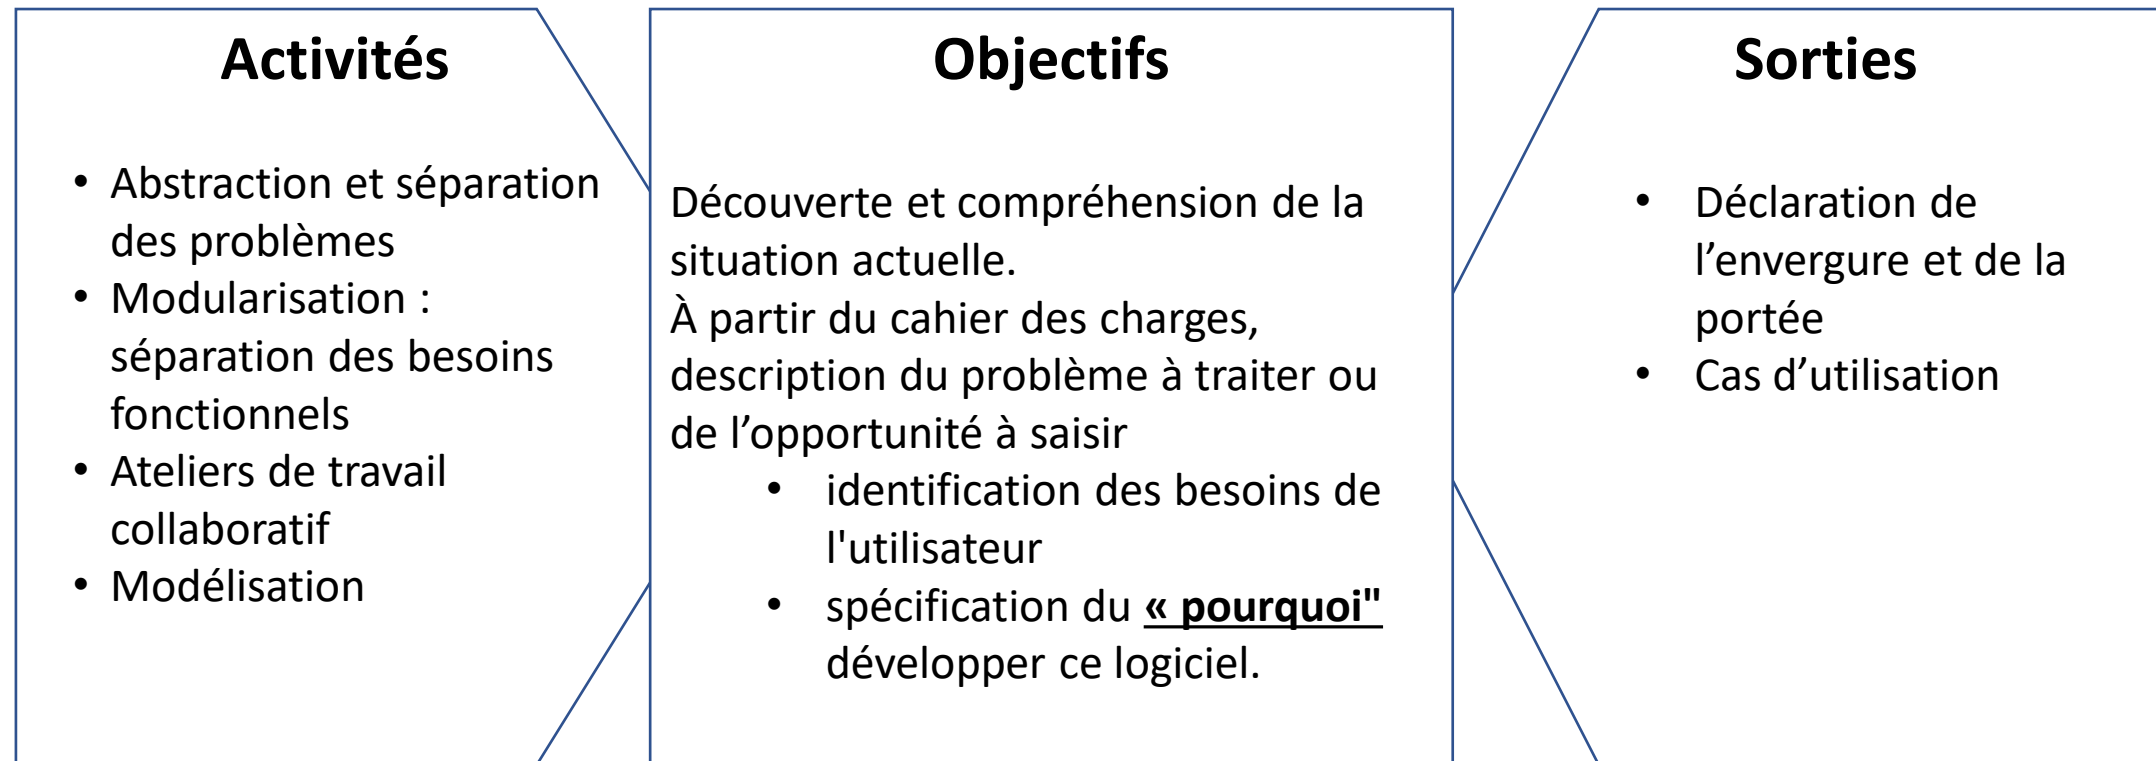 Activités
• Abstraction et séparation
des problèmes
• Modularisation :
séparation des besoins
fonctionnels
• Ateliers de travail
collaboratif
• Modélisation
Objectifs
Découverte et compréhension de la
situation actuelle.
À partir du cahier des charges,
description du problème à traiter ou
de l’opportunité à saisir
• identification des besoins de
l'utilisateur
• spécification du « pourquoi"
développer ce logiciel.
Sorties
• Déclaration de
l’envergure et de la
portée
• Cas d’utilisation